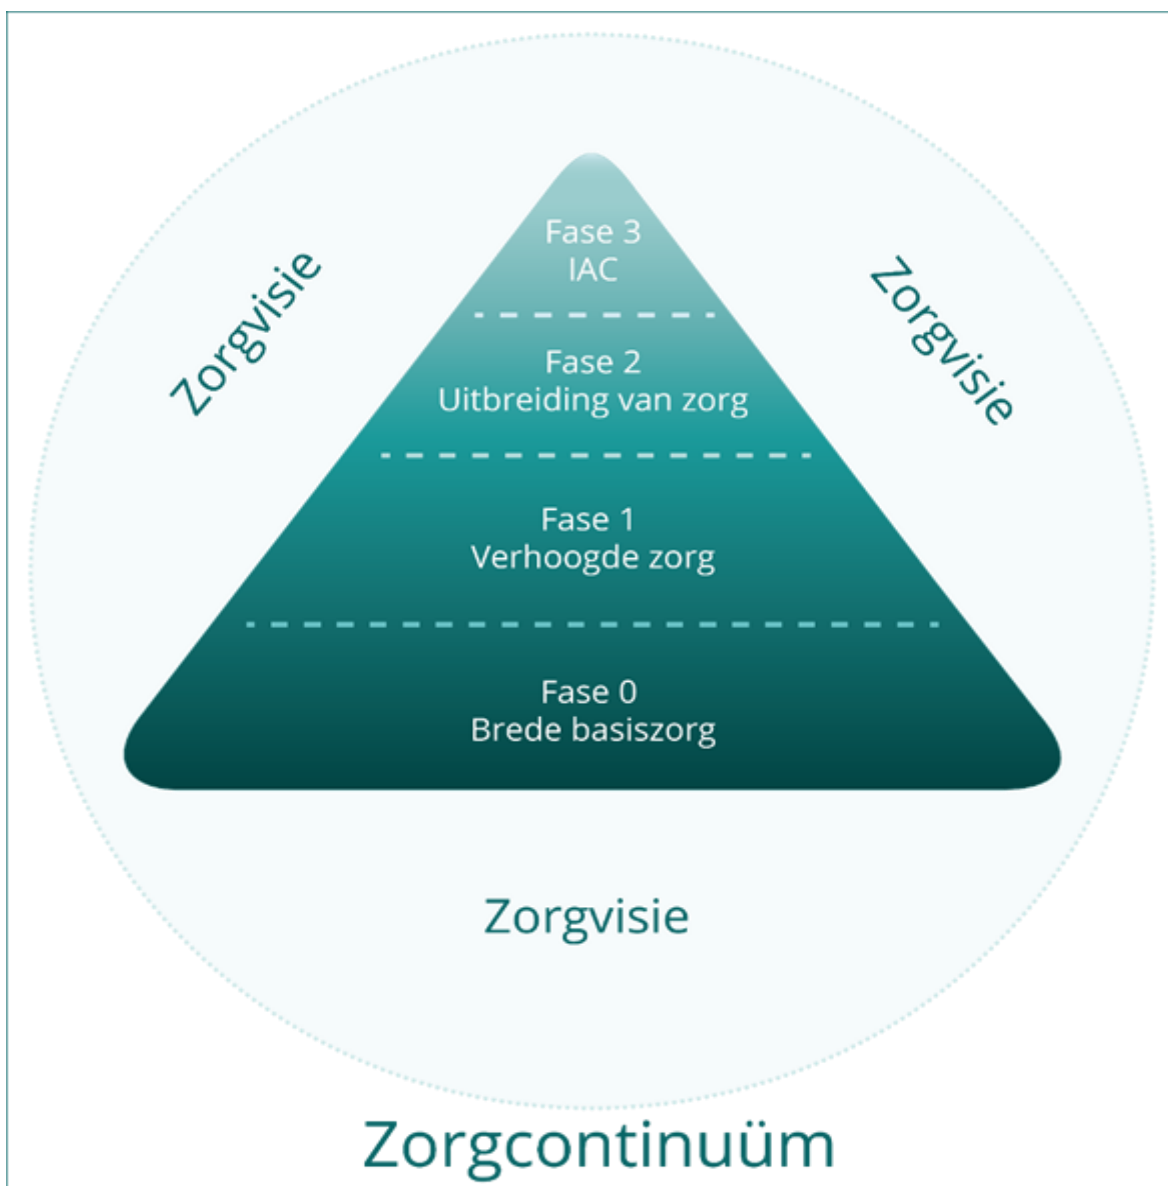 Zorgvisie
Zorgvisie
Fase 3
IAC
Fase 2
Uitbreiding van zorg
Fase 1
Verhoogde zorg
Fase 0
Brede basiszorg
Zorgvisie
Zorgcontinuüm